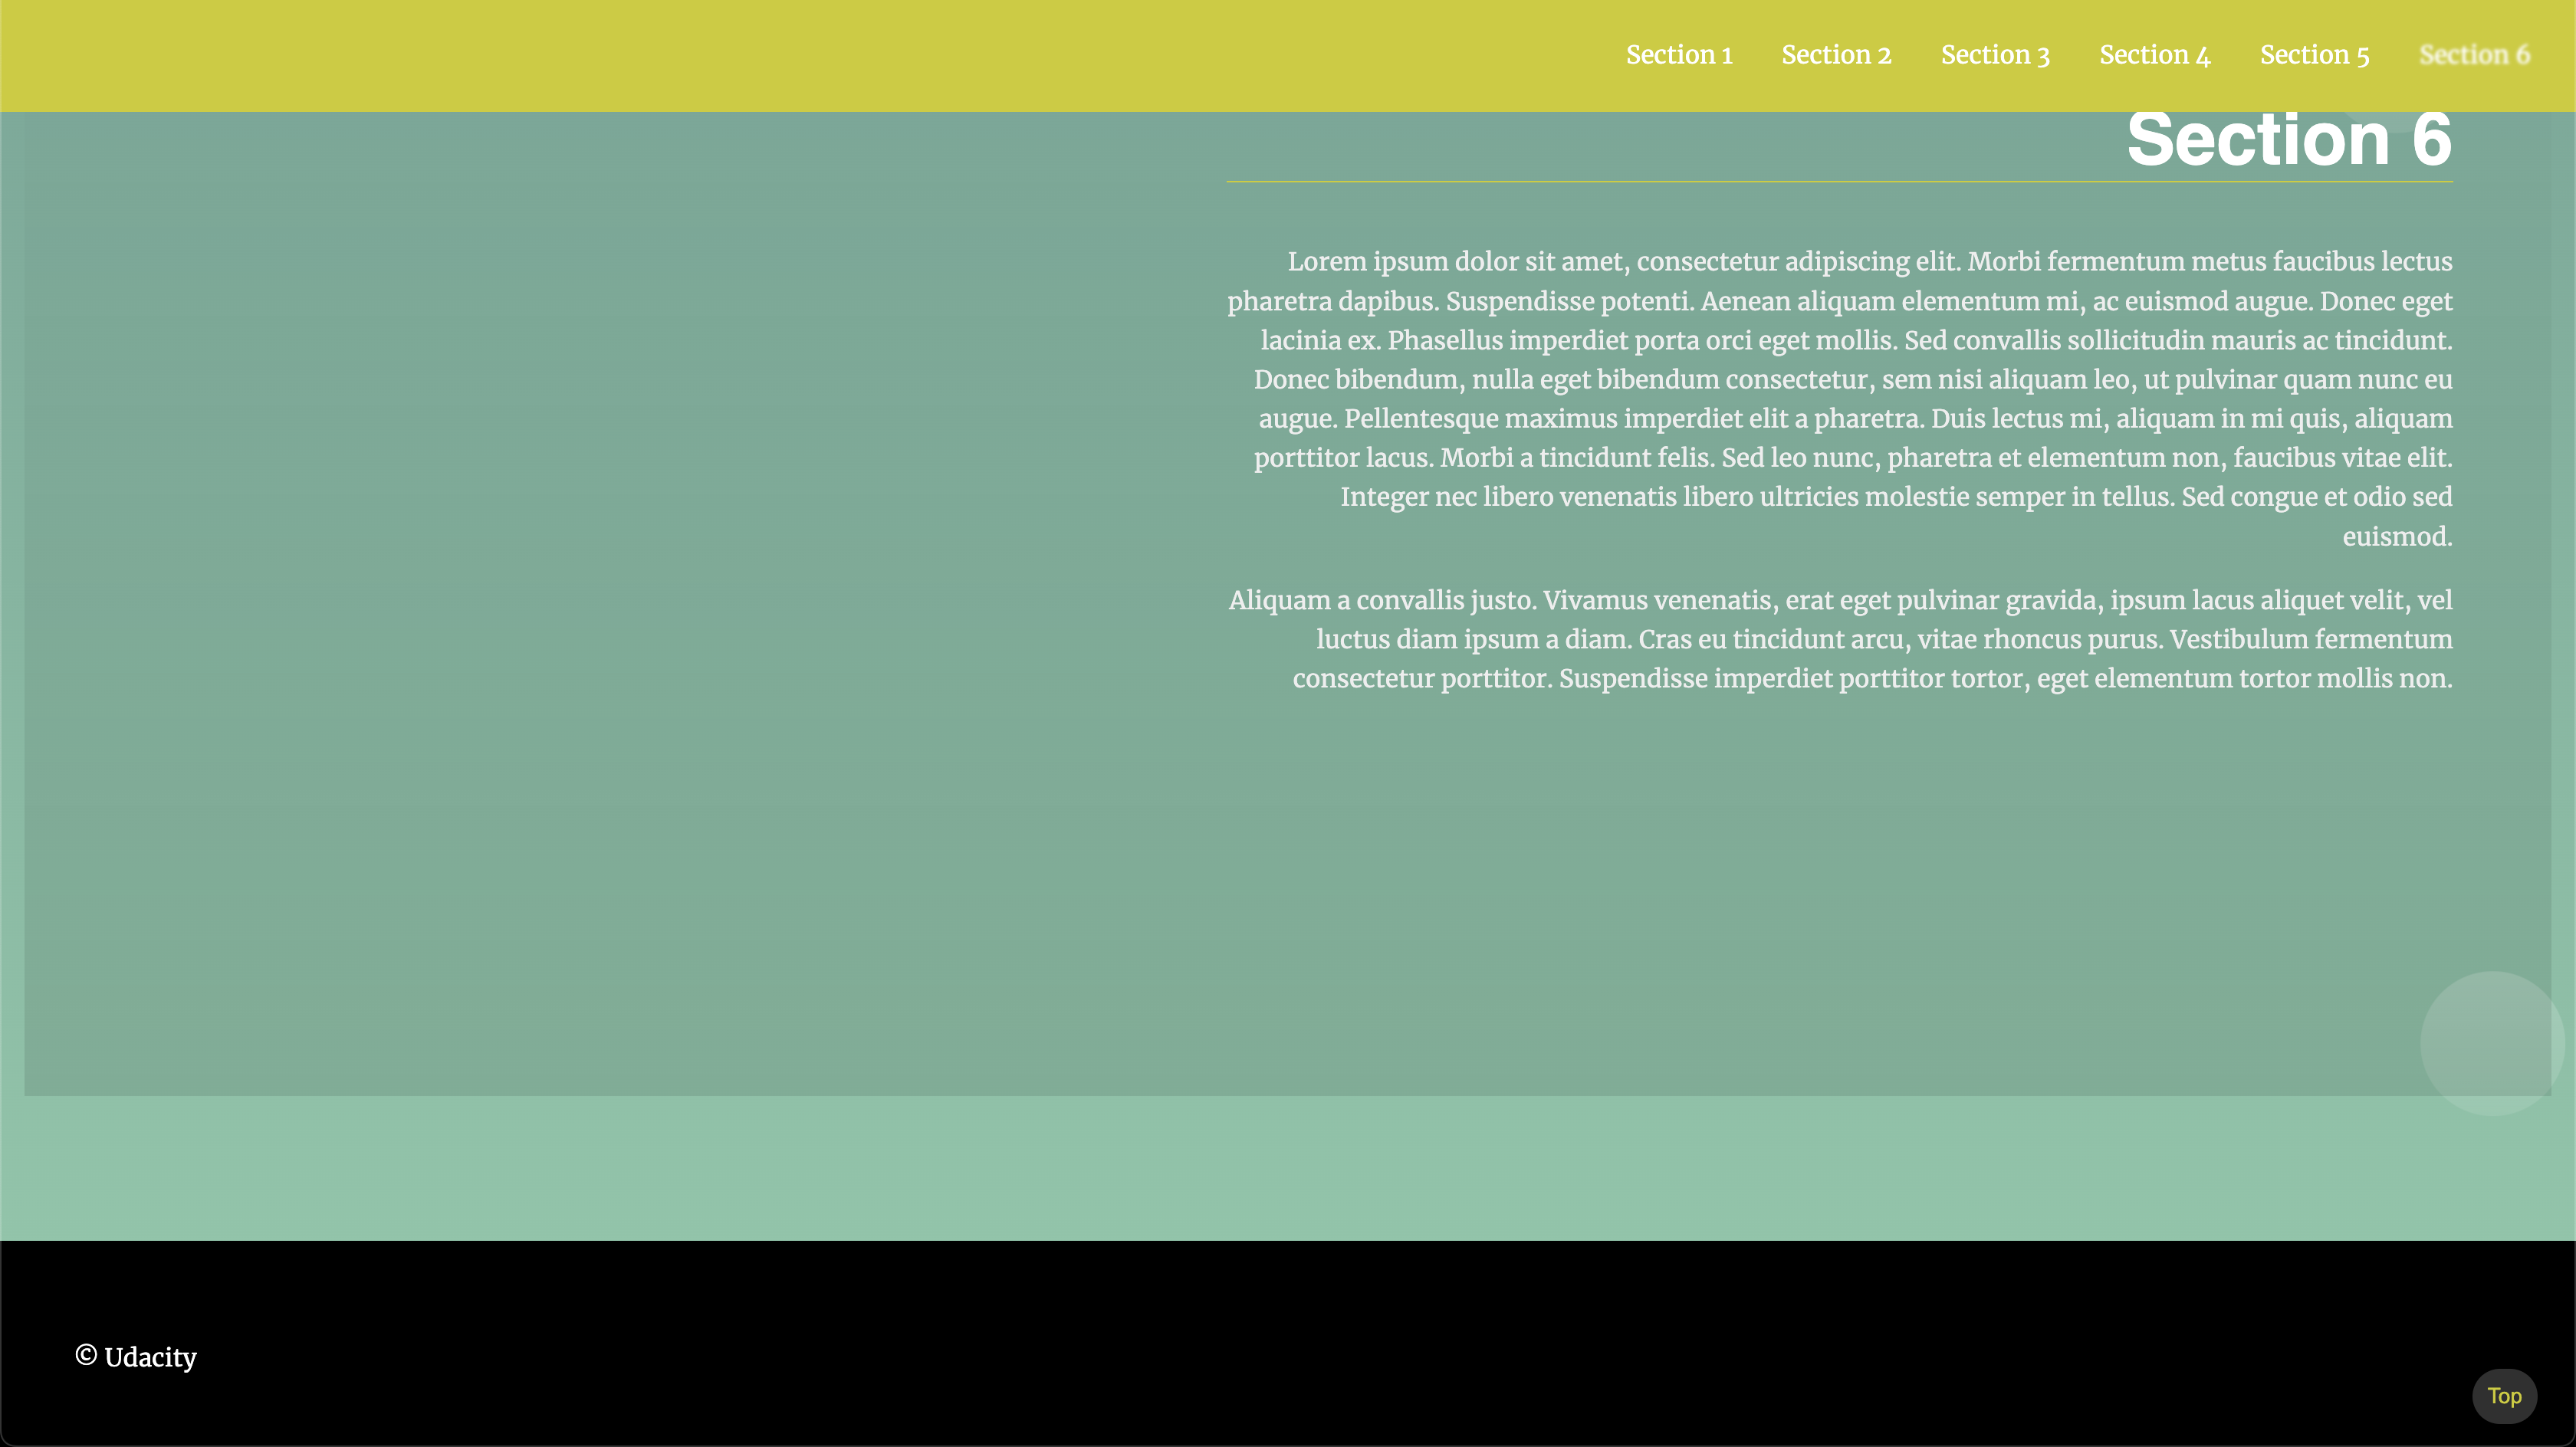 Section 1 Section 2 Section 3 Section 4 Section 5 Section 6
Section 6
Lorem ipsum dolor sit amet, consectetur adipiscing elit. Morbi fermentum metus faucibus lectus
pharetra dapibus. Suspendisse potenti. Aenean aliquam elementum mi, ac euismod augue. Donec eget
lacinia ex. Phasellus imperdiet porta orci eget mollis. Sed convallis sollicitudin mauris ac tincidunt.
Donec bibendum, nulla eget bibendum consectetur, sem nisi aliquam leo, ut pulvinar quam nunc eu
augue. Pellentesque maximus imperdiet elit a pharetra. Duis lectus mi, aliquam in mi quis, aliquam
porttitor lacus. Morbi a tincidunt felis. Sed leo nunc, pharetra et elementum non, faucibus vitae elit.
Integer nec libero venenatis libero ultricies molestie semper in tellus. Sed congue et odio sed
euismod.
Aliquam a convallis justo. Vivamus venenatis, erat eget pulvinar gravida, ipsum lacus aliquet velit, vel
luctus diam ipsum a diam. Cras eu tincidunt arcu, vitae rhoncus purus. Vestibulum fermentum
consectetur porttitor. Suspendisse imperdiet porttitor tortor, eget elementum tortor mollis non.
© Udacity
Top